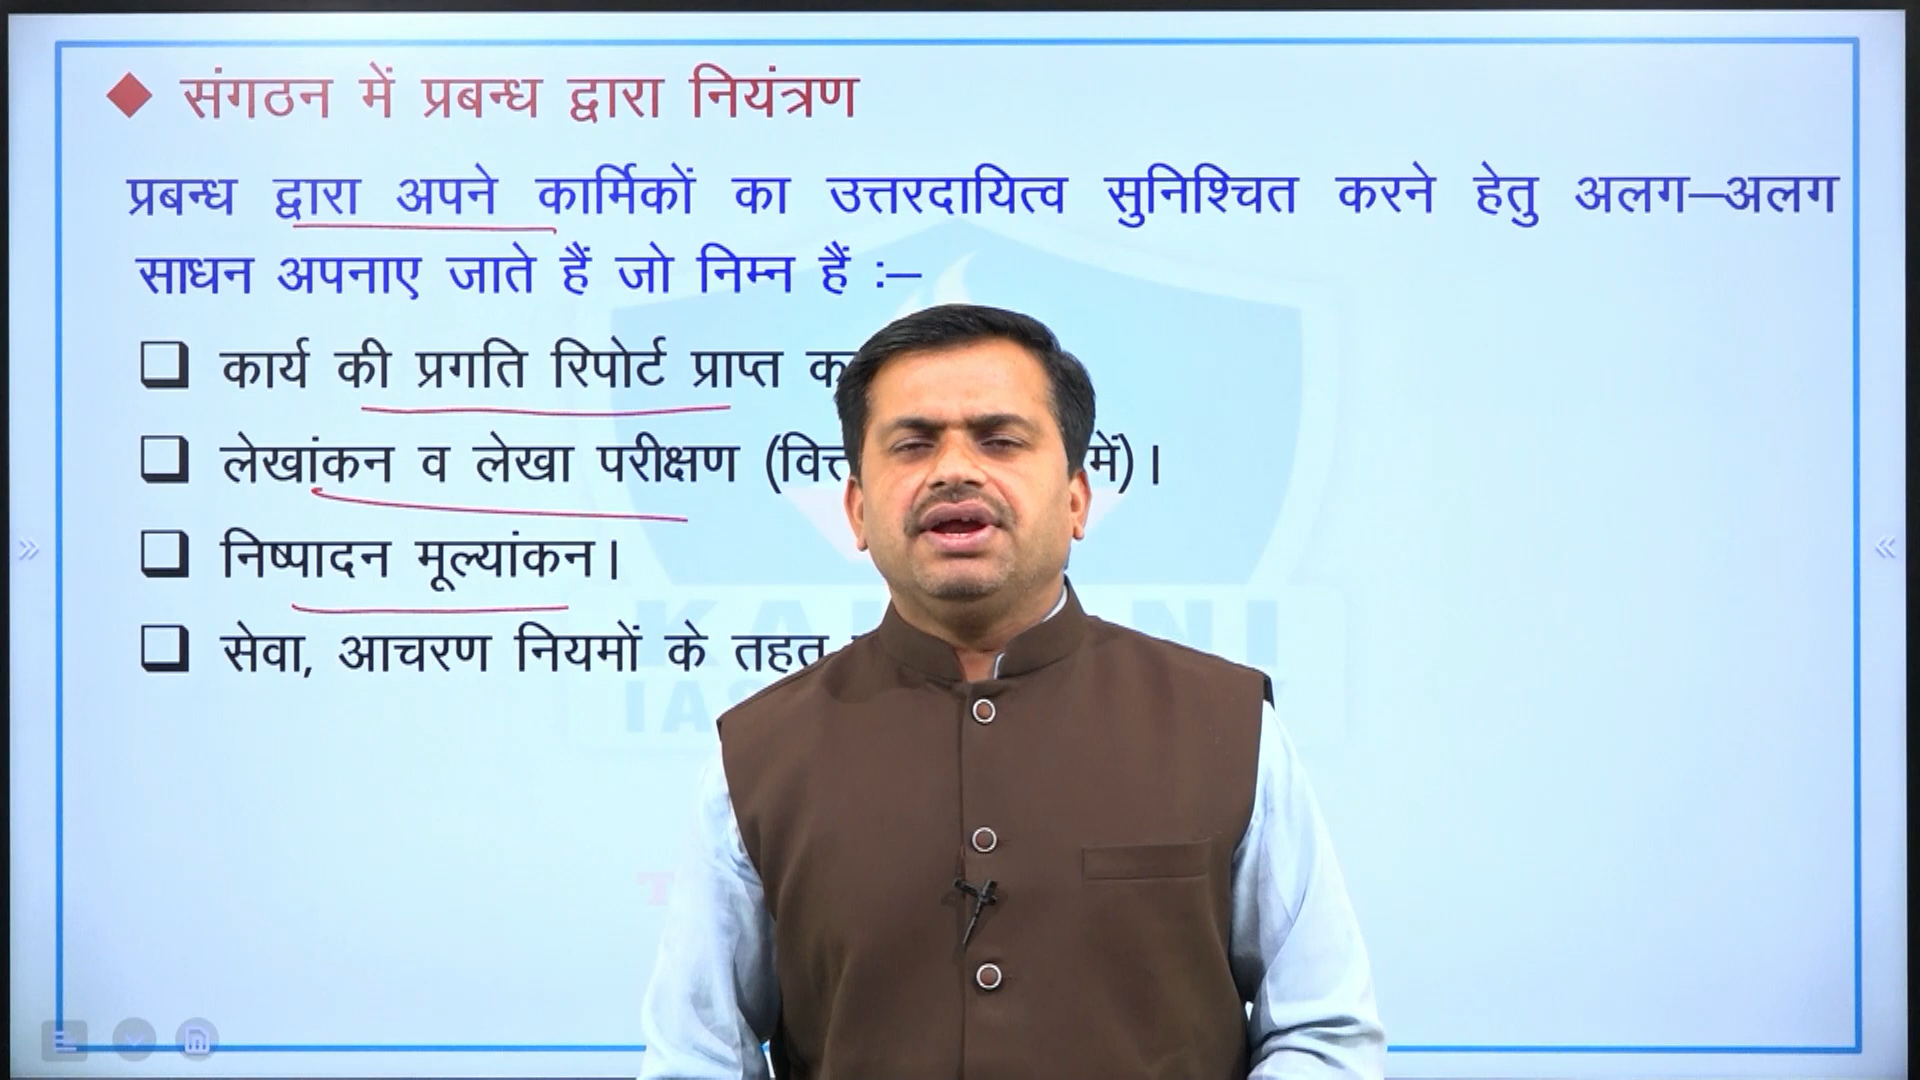 संगठन में प्रबन्ध द्वारा नियंत्रण
प्रबन्ध द्वारा अपने कार्मिकों का उत्तरदायित्व सुनिश्चित करने हेतु अलग–अलग
साधन अपनाए जाते हैं जो निम्न हैं :–
कार्य की प्रगति रिपोर्ट प्राप्त
लेखांकन व लेखा परीक्षण में)।
निष्पादन मूल्यांकन।
सेवा, आचरण नियमों के तहत